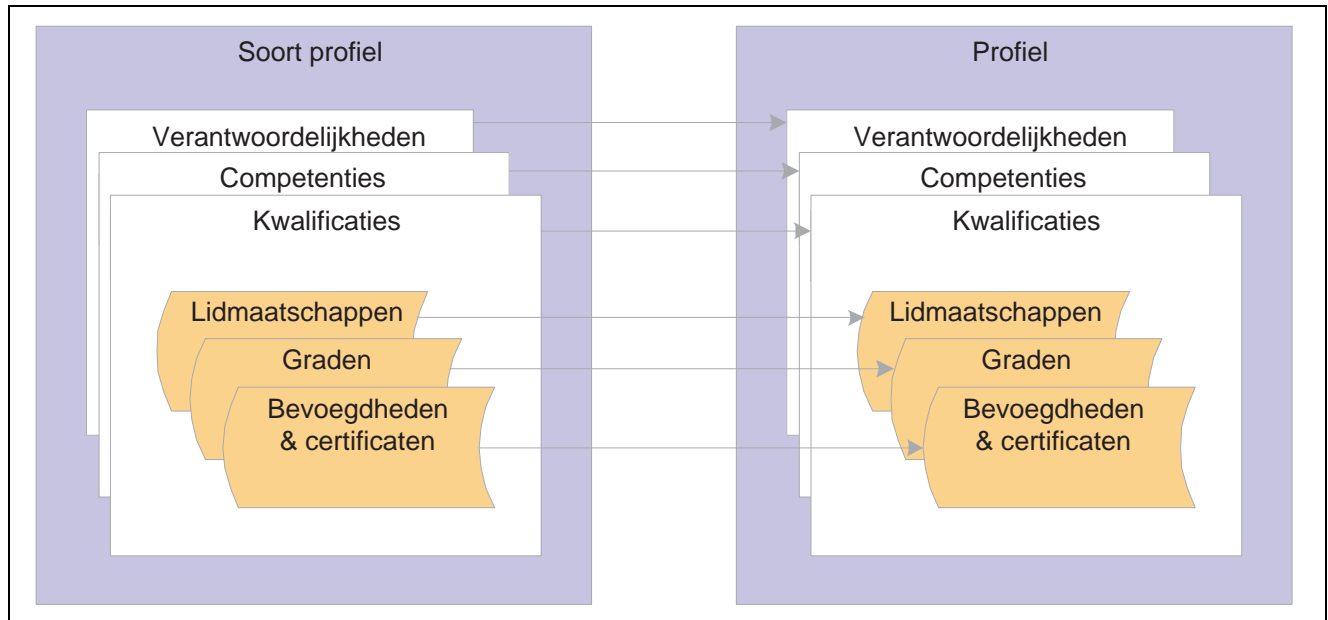 Soort profiel
Verantwoordelijkheden
Competenties
Kwalificaties
Lidmaatschappen
Graden
Bevoegdheden
& certificaten
Profiel
Verantwoordelijkheden
Competenties
Kwalificaties
Lidmaatschappen
Graden
Bevoegdheden
& certificaten